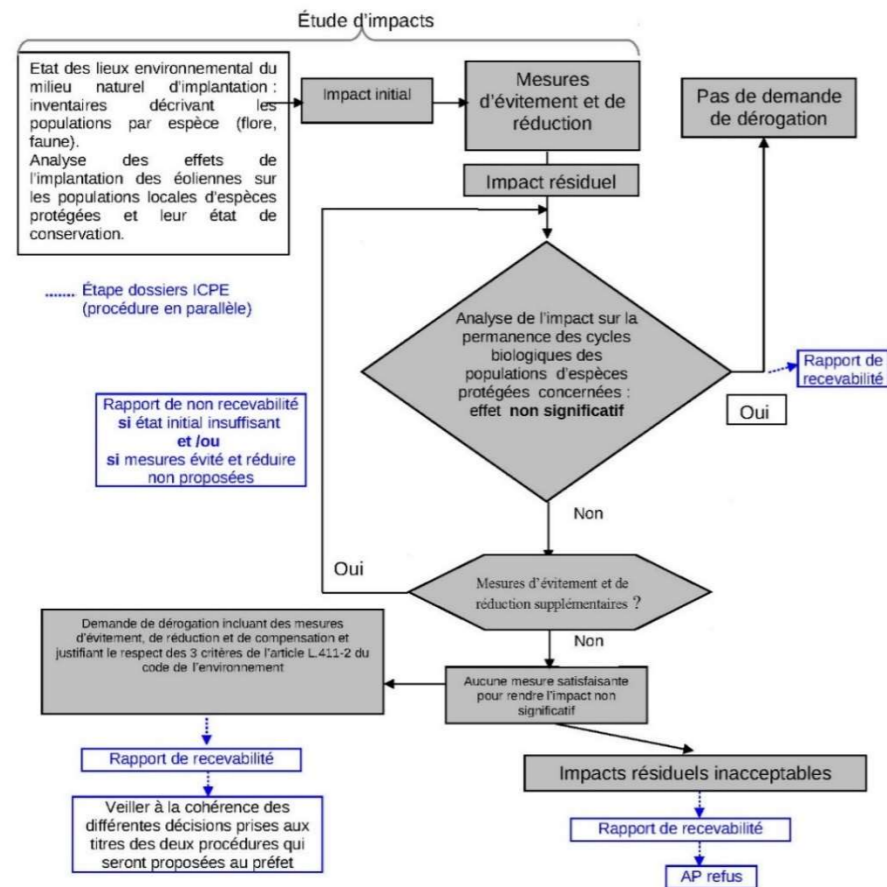 Étude d'impacts
Etat des lieux environnemental du
milieu naturel d'implantation :
inventaires décrivant les
populations par espèce (flore,
faune).
Analyse des effets de
l'implantation des éoliennes sur
les populations locales d'espèces
protégées et leur état de
conservation.
Impact initial
Mesures
d'évitement et de
réduction
Pas de demande
de dérogation
Impact résiduel
Étape dossiers ICPE
(procédure en parallèle)
Analyse de l'impact sur la
permanence des cycles
biologiques des
populations d'espèces
protégées concernées :
effet non significatif
Rapport de
recevabilité
Oui
Rapport de non recevabilité
si état initial insuffisant
et /ou
si mesures évité et réduire
non proposées
Non
Oui
Mesures d'évitement et de
réduction supplémentaires ?
Non
Demande de dérogation incluant des mesures
d'évitement, de réduction et de compensation et
justifiant le respect des 3 critères de l'article L.411-2 du
code de l'environnement
Aucune mesure satisfaisante
pour rendre l'impact non
significatif
Rapport de recevabilité
Impacts résiduels inacceptables
Veiller à la cohérence des
différentes décisions prises aux
titres des deux procédures qui
seront proposées au préfet
Rapport de recevabilité
AP refus